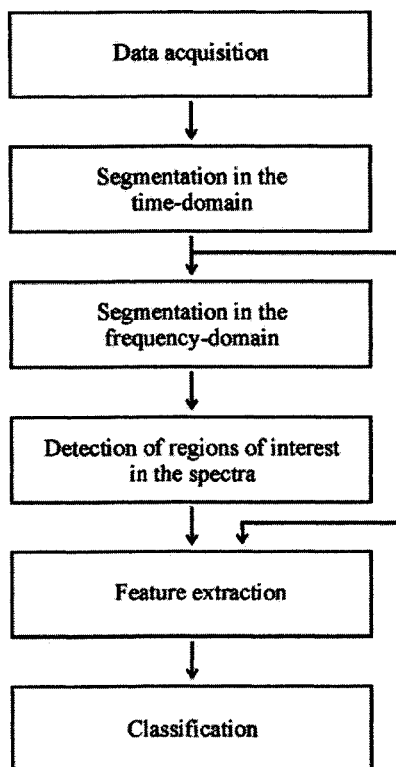 Data acquisition
Segmentation in the
time-domain
Segmentation in the
frequency-domain
Detection of regions of interest
in the spectra
Feature extraction
Classification